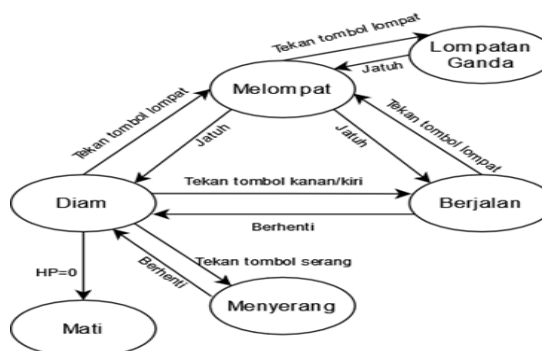 Tekan tombol lompat
Lompatan
Ganda
Jatuh
Melompat
Tekan tombol lompat
Jatuh
Jatuh
Tekan tombol lompat
Tekan tombol kanan/kiri
Diam
Berjalan
Berhenti
Tekan tombol serang
HP=0
Berhenti
Menyerang
Mati